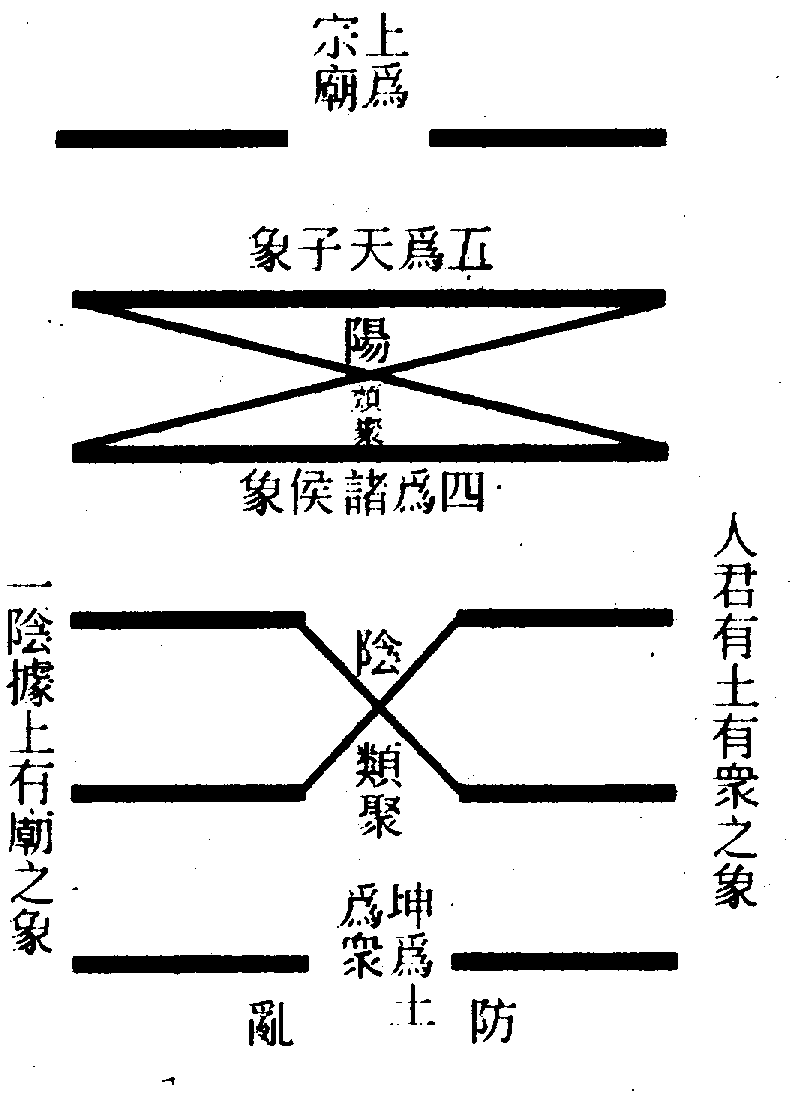 上爲
宗廟
五爲天子象
陽類聚
四爲諸侯象
人君有土有眾之象
陰類聚
一陰據上有廟之象
坤爲土
爲眾
防亂